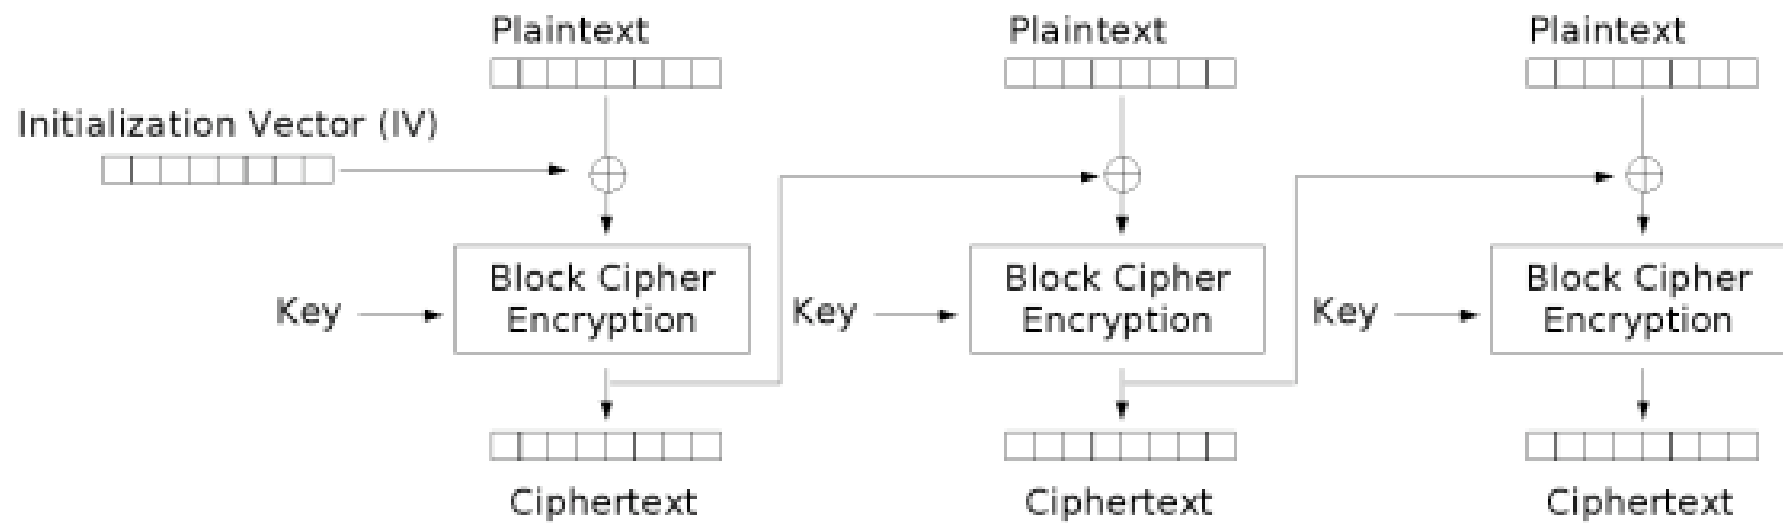 Plaintext
Plaintext
Plaintext
Initialization Vector (IV)
Key
Block Cipher
Encryption
Key
Block Cipher
Encryption
Key
Block Cipher
Encryption
Ciphertext
Ciphertext
Ciphertext